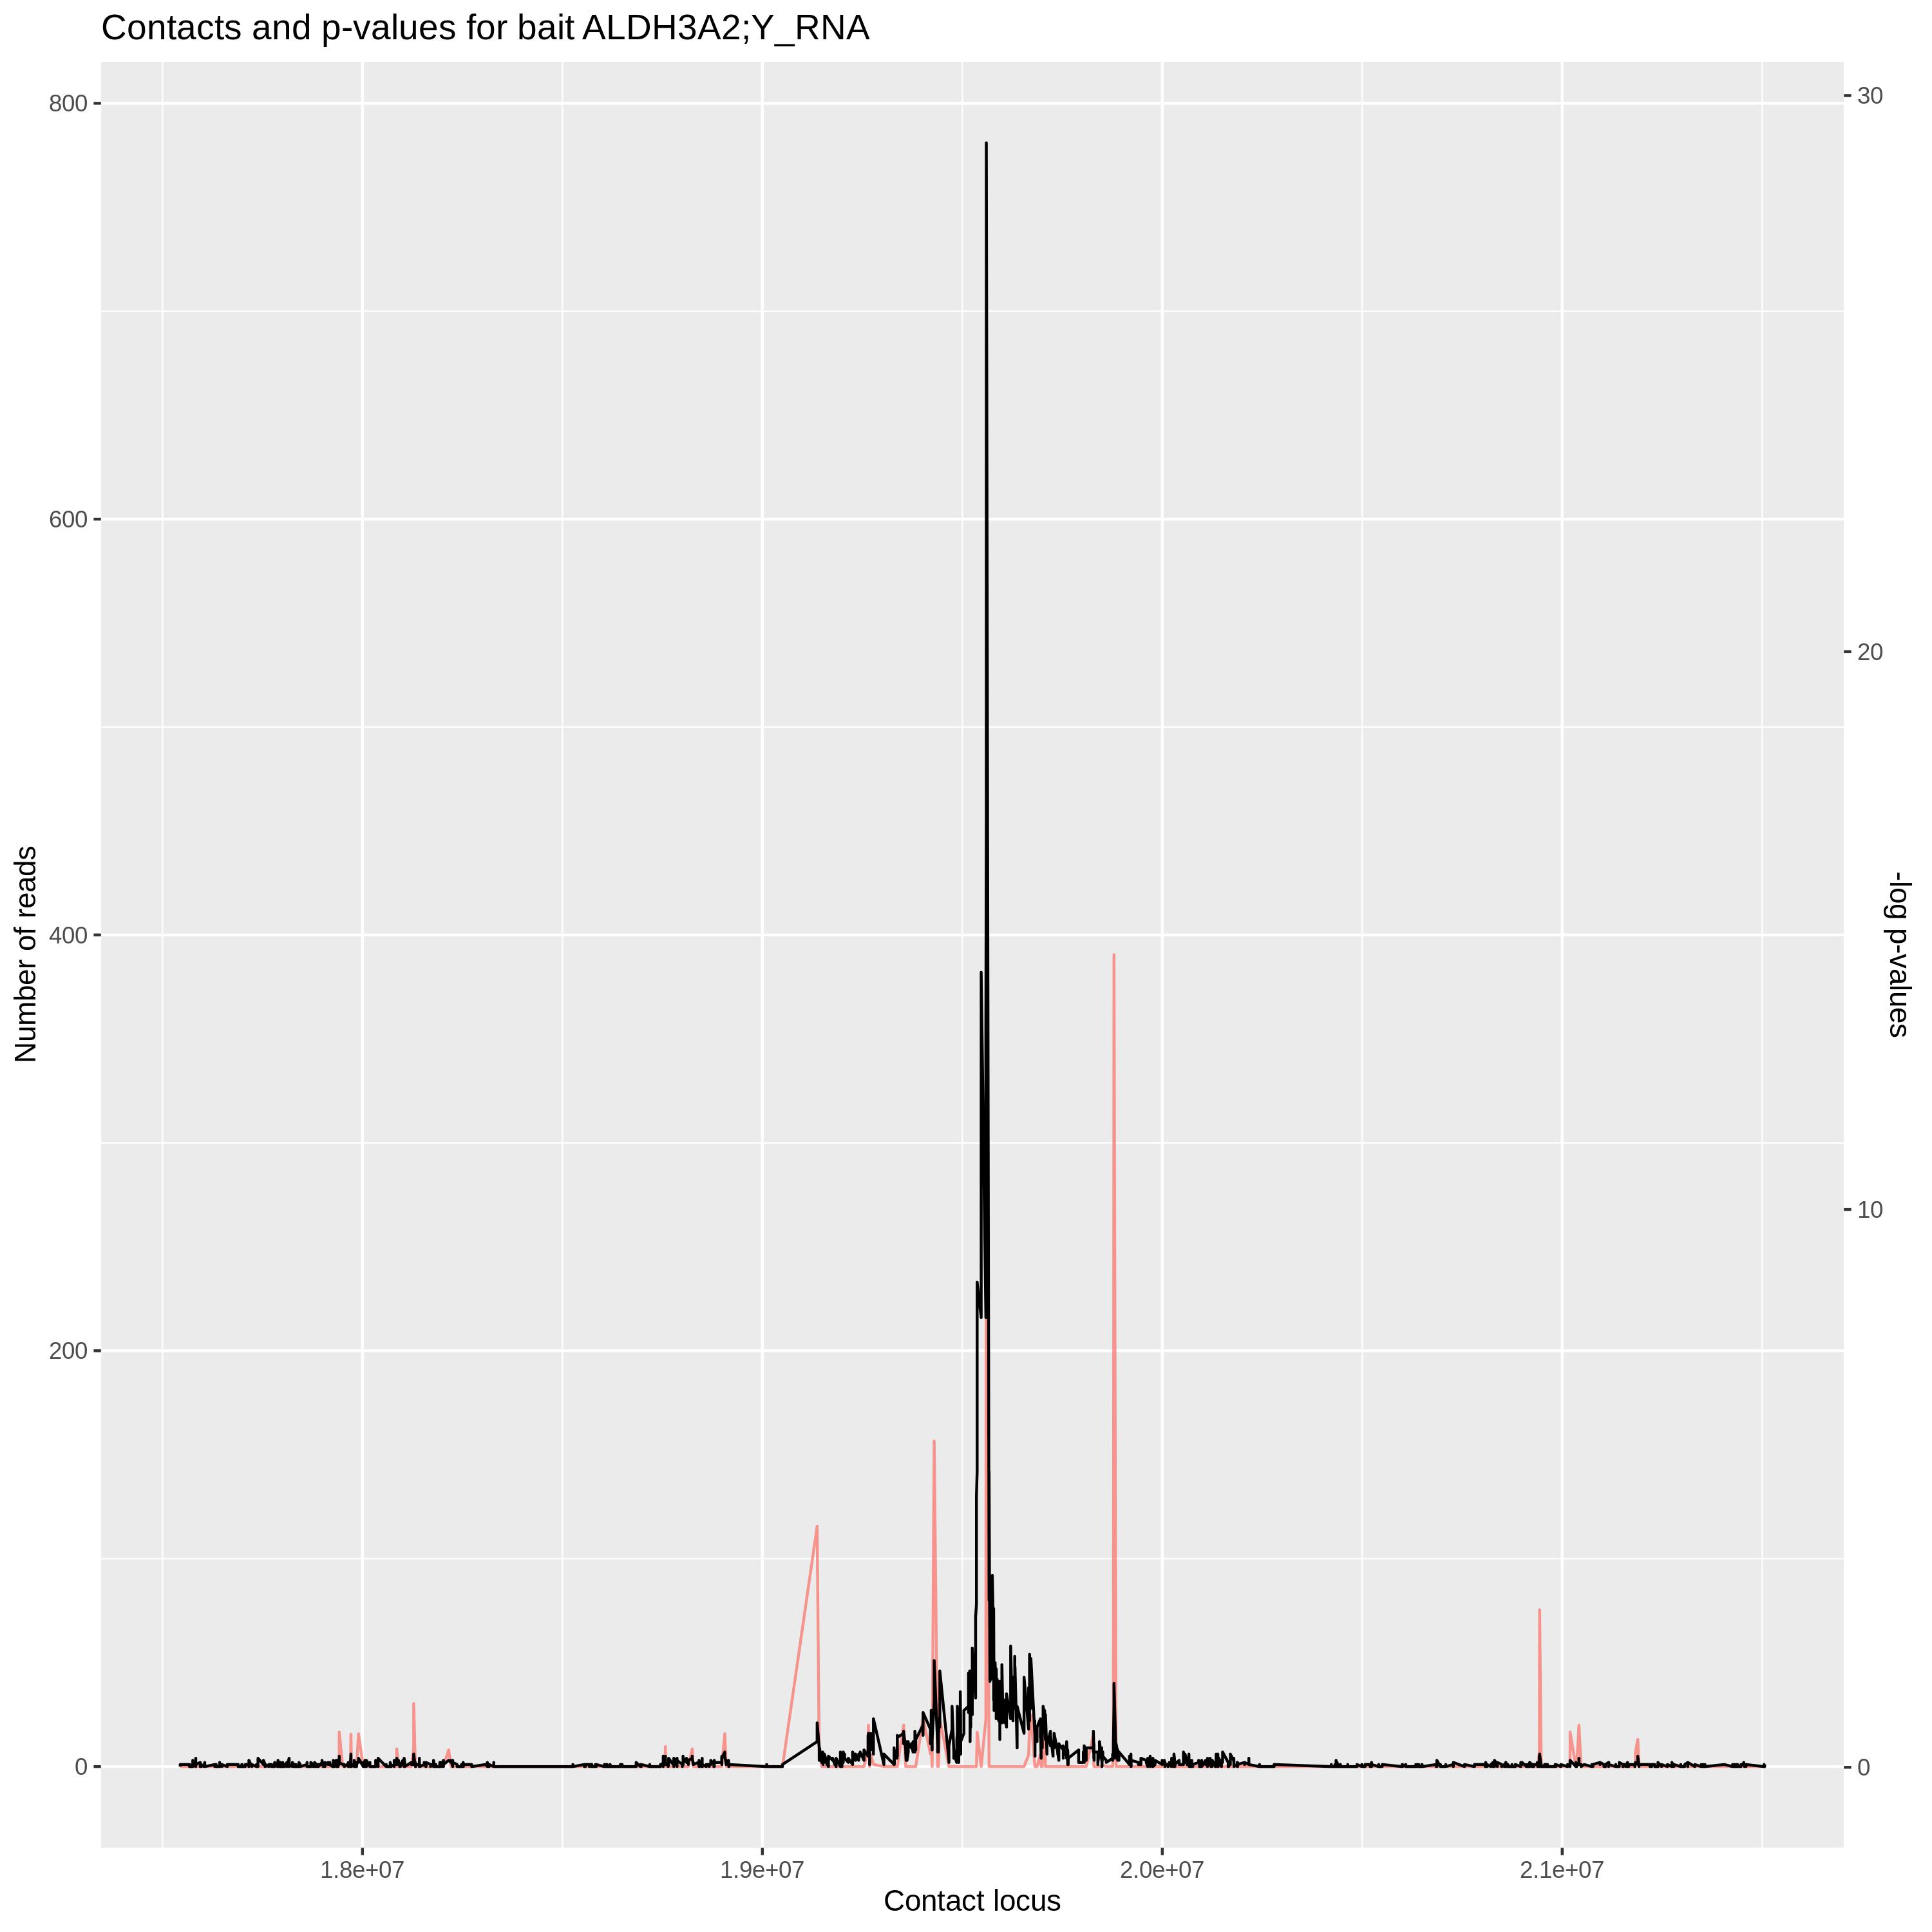 Contacts and p-values for bait ALDH3A2;Y_RNA
800
600
400
200
0
Number of reads
30
20
10
0
-log p-values
1.8e+07
1.9e+07
2.0e+07
2.1e+07
Contact locus